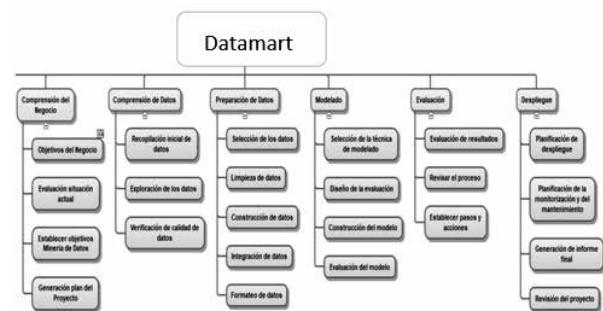 Datamart
Comprensión del
Negocio
Objetivos del Negocio
Evaluación situación
actual
Establecer objetivos
Minería de Datos
Generación plan del
Proyecto
Comprensión de Datos
Recopilación inicial de
datos
Exploración de los datos
Verificación de calidad de
datos
Preparación de Datos
Selección de los datos
Limpieza de datos
Construcción de datos
Integración de datos
Formateo de datos
Modelado
Selección de la técnica
de modelado
Diseño de la evaluación
Construcción del modelo
Evaluación del modelo
Evaluación
Evaluación de resultados
Revisar el proceso
Establecer pasos y
acciones
Despliegue
Planificación de
despliegue
Planificación de la
monitorización y del
mantenimiento
Generación de informe
final
Revisión del proyecto